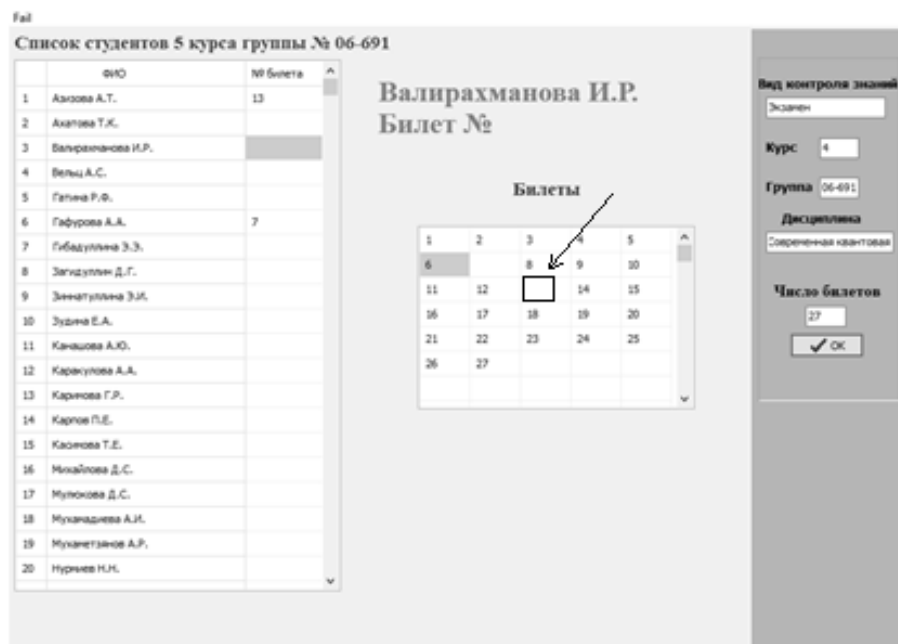 Fail
Список студентов 5 курса группы № 06-691
ФИО № билета
1 Азизова А.Т. 13
2 Ахатова Т.К.
3 Валирахманова И.Р.
4 Вельц А.С.
5 Гатина Р.Ф.
6 Гафурова А.А. 7
7 Гибадуллина Э.Э.
8 Загидуллин Д.Г.
9 Зиннатуллина Э.И.
10 Зудина Е.А.
11 Канашова А.Ю.
12 Каракулова А.А.
13 Каримова Г.Р.
14 Карпов П.Е.
15 Касимова Т.Е.
16 Михайлова Д.С.
17 Мулюкова Д.С.
18 Мухамадиева А.И.
19 Мухаметзянов А.Р.
20 Нуриев Н.Н.
Валирахманова И.Р.
Билет №
Билеты
1 2 3 4 5
6 8 9 10
11 12 14 15
16 17 18 19 20
21 22 23 24 25
26 27
Вид контроля знаний
Экзамен
Курс 4
Группа 06-691
Дисциплина
Современная квантовая
Число билетов
27
OK